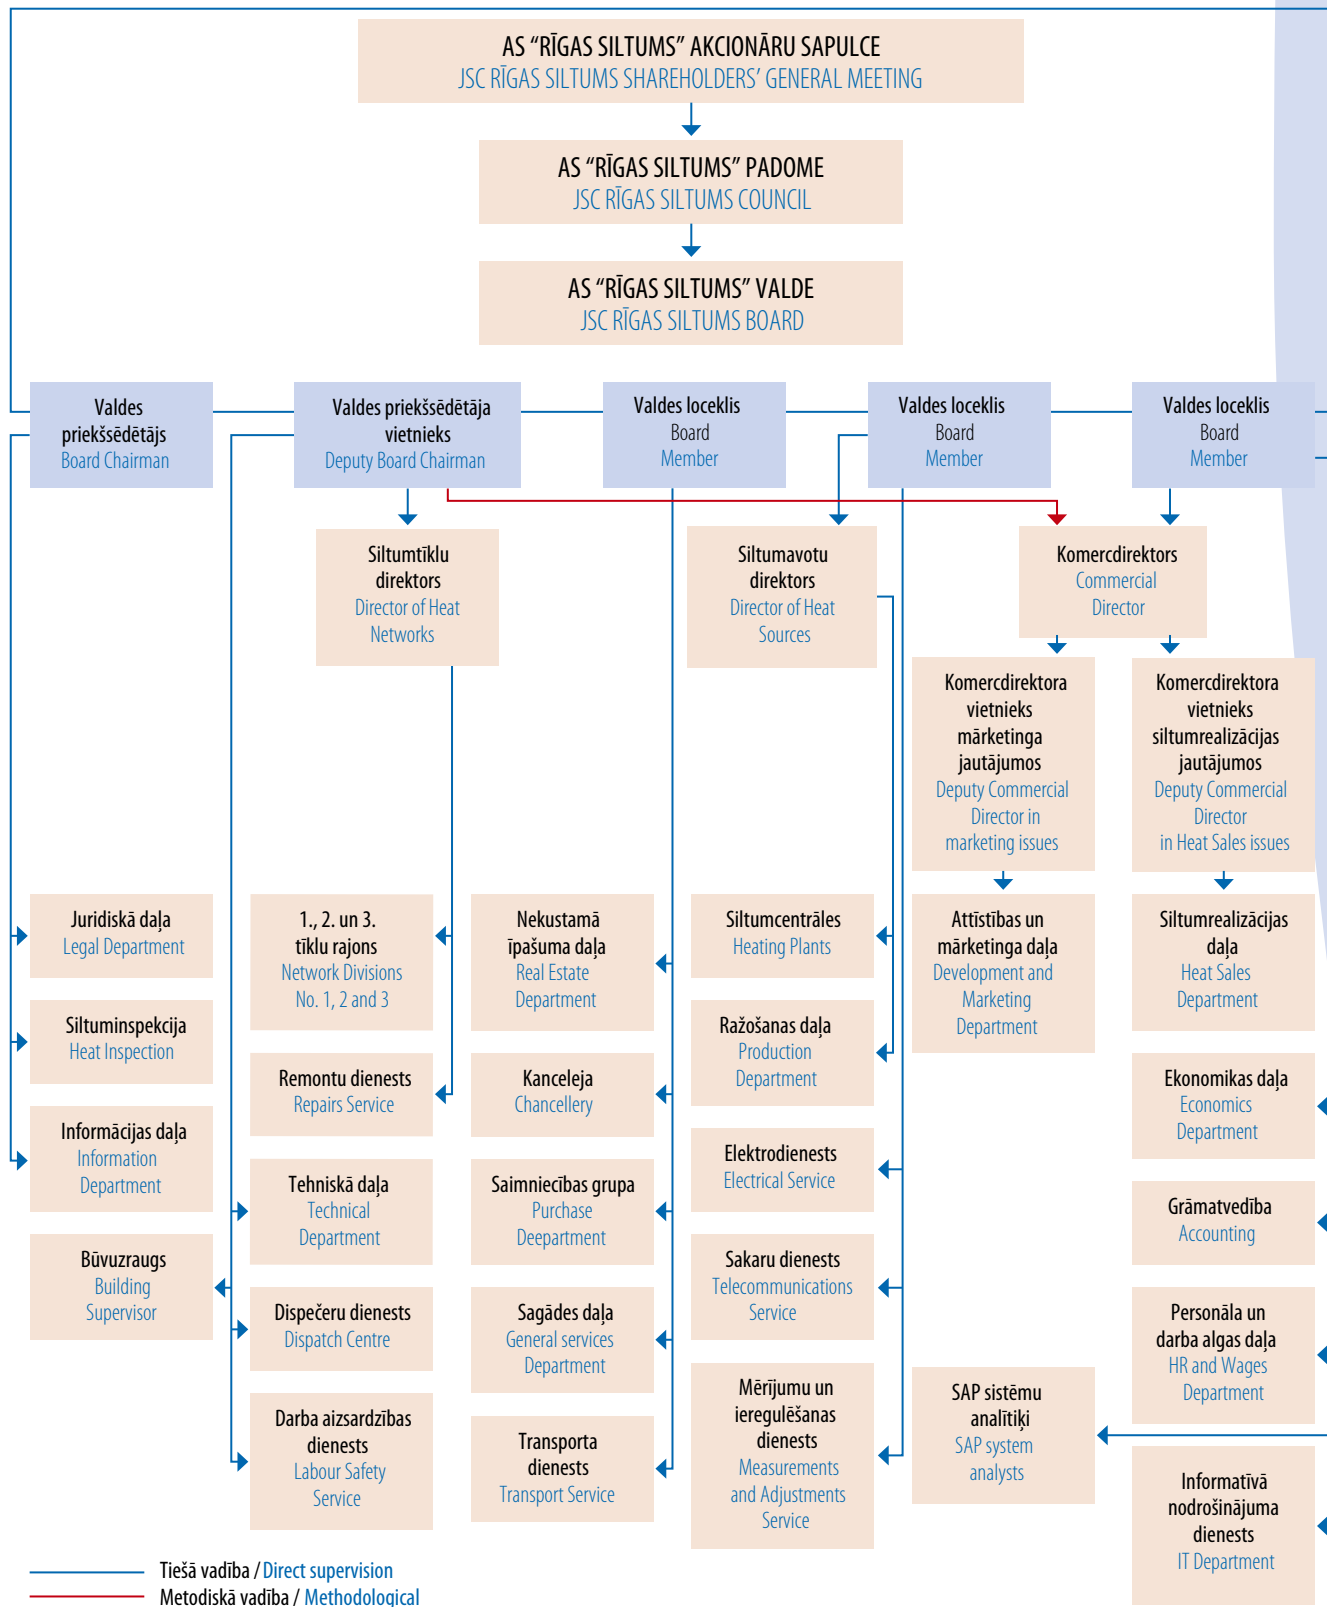 AS “RĪGAS SILTUMS” AKCIONĀRU SAPULCE
JSC RĪGAS SILTUMS SHAREHOLDERS’ GENERAL MEETING
AS “RĪGAS SILTUMS” PADOME
JSC RĪGAS SILTUMS COUNCIL
AS “RĪGAS SILTUMS” VALDE
JSC RĪGAS SILTUMS BOARD
Valdes
priekšsēdētājs
Board Chairman
Valdes priekšsēdētāja
vietnieks
Deputy Board Chairman
Valdes loceklis
Board
Member
Valdes loceklis
Board
Member
Valdes loceklis
Board
Member
Siltumtīklu
direktors
Director of Heat
Networks
Siltumavotu
direktors
Director of Heat
Sources
Komercdirektors
Commercial
Director
Komercdirektora
vietnieks
mārketinga
jautājumos
Deputy Commercial
Director in
marketing issues
Komercdirektora
vietnieks
siltumrealizācijas
jautājumos
Deputy Commercial
Director
in Heat Sales issues
Juridiskā daļa
Legal Department
Siltuminspekcija
Heat Inspection
Informācijas daļa
Information
Department
Būvuzraugs
Building
Supervisor
1., 2. un 3.
tīklu rajons
Network Divisions
No. 1, 2 and 3
Remontu dienests
Repairs Service
Tehniskā daļa
Technical
Department
Dispečeru dienests
Dispatch Centre
Darba aizsardzības
dienests
Labour Safety
Service
Nekustamā
īpašuma daļa
Real Estate
Department
Kanceleja
Chancellery
Saimniecības grupa
Purchase
Deepartment
Sagādes daļa
General services
Department
Transporta
dienests
Transport Service
Siltumcentrāles
Heating Plants
Ražošanas daļa
Production
Department
Elektrodienests
Electrical Service
Sakaru dienests
Telecommunications
Service
Mērījumu un
ieregulēšanas
dienests
Measurements
and Adjustments
Service
Attīstības un
mārketinga daļa
Development and
Marketing
Department
SAP sistēmu
analītiķi
SAP system
analysts
Siltumrealizācijas
daļa
Heat Sales
Department
Ekonomikas daļa
Economics
Department
Grāmatvedība
Accounting
Personāla un
darba algas daļa
HR and Wages
Department
Informatīvā
nodrošinājuma
dienests
IT Department
Tiešā vadība / Direct supervision
Metodiskā vadība / Methodological